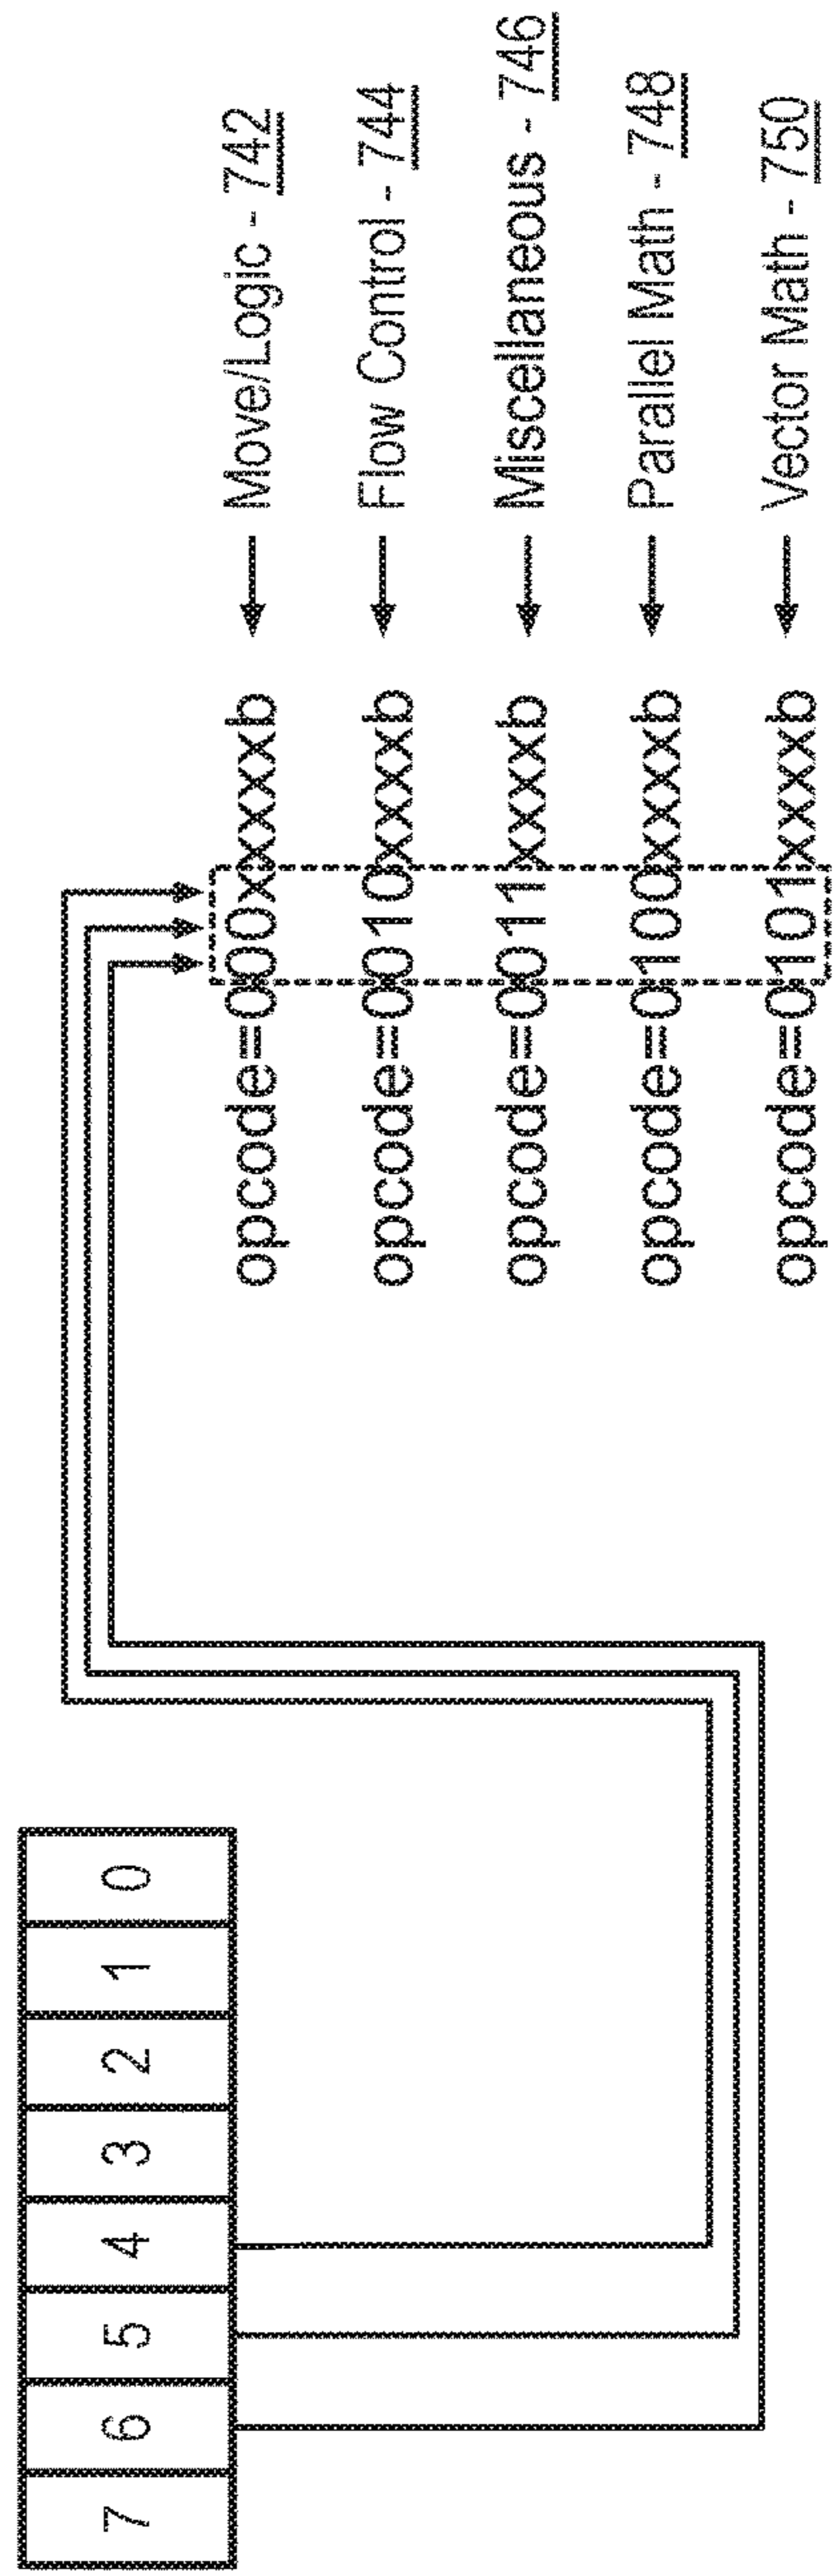 7 6 5 4 3 2 1 0
opcode=000xxxxxb Move/Logic - 742
opcode=0010xxxxb Flow Control - 744
opcode=0011xxxxb Miscellaneous - 746
opcode=0100xxxxb Parallel Math - 748
opcode=0101xxxxb Vector Math - 750